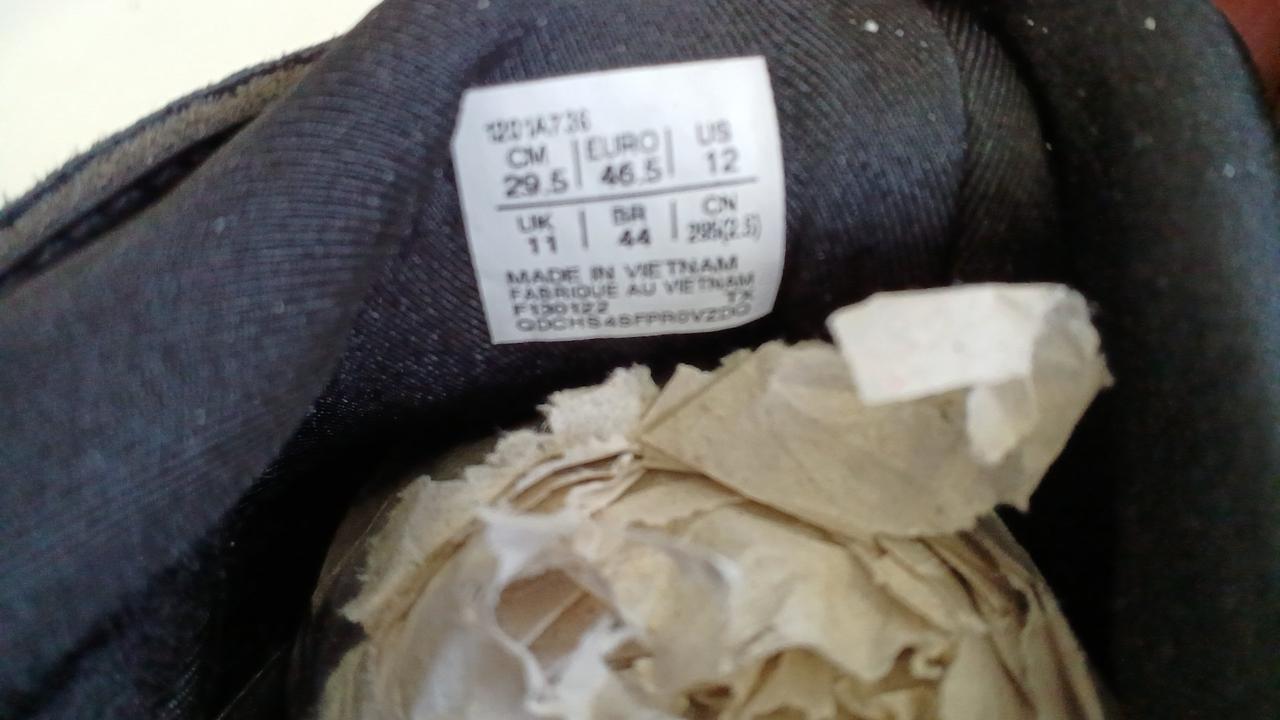 1201A736
CM | EURO | US
29.5 | 46.5 | 12
UK | BR | CN
11 | 44 | 295(2.5)
MADE IN VIETNAM
FABRIQUE AU VIETNAM
F130122 TX
QDCHS4SFPR0VZDO